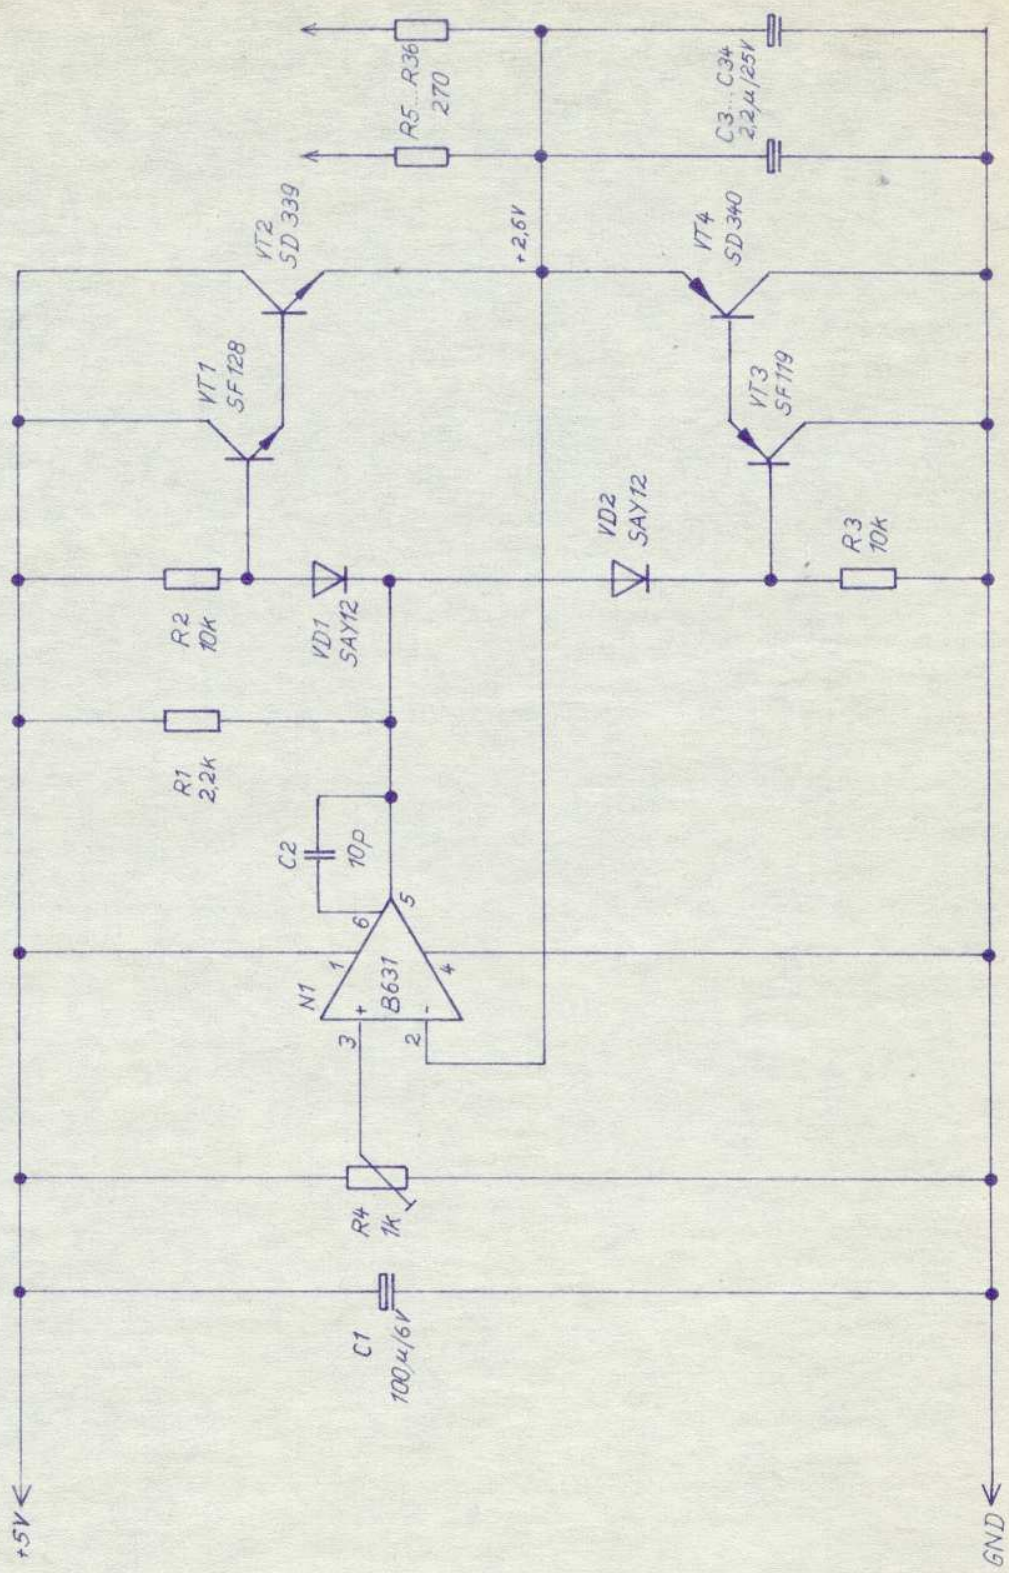 +5V
GND
C1
100µ/6V
R4
1K
N1
3
+
2
-
B631
1
4
6
5
C2
10p
R1
2,2K
R2
10K
VD1
SAY12
VD2
SAY12
R3
10K
VT1
SF128
VT2
SD339
VT3
SF119
VT4
SD340
+2,6V
R5...R36
270
C3...C34
2,2µ/25V